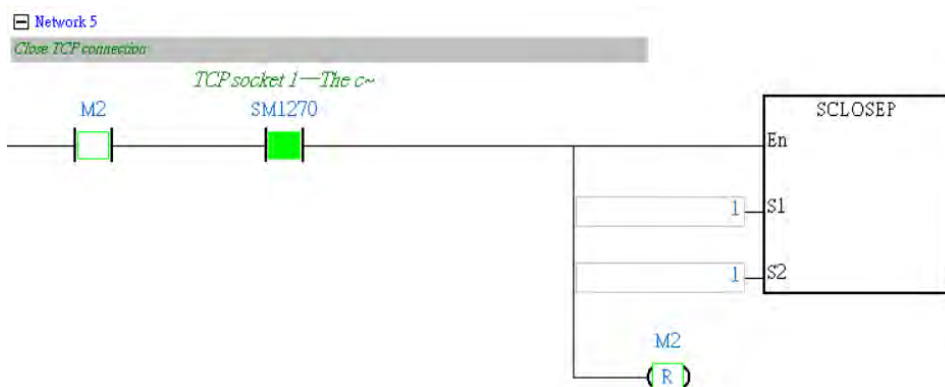 Network 5
Close TCP connection
TCP socket 1—The c~
M2
SM1270
SCLOSEP
En
1
S1
1
S2
M2
R